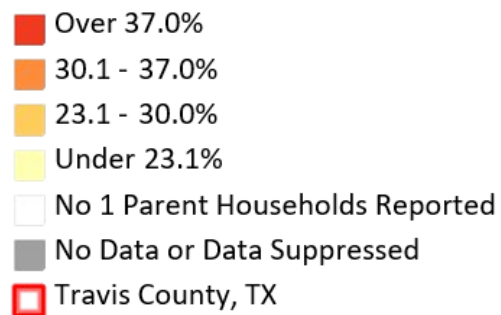 Over 37.0%
30.1 - 37.0%
23.1 - 30.0%
Under 23.1%
No 1 Parent Households Reported
No Data or Data Suppressed
Travis County, TX